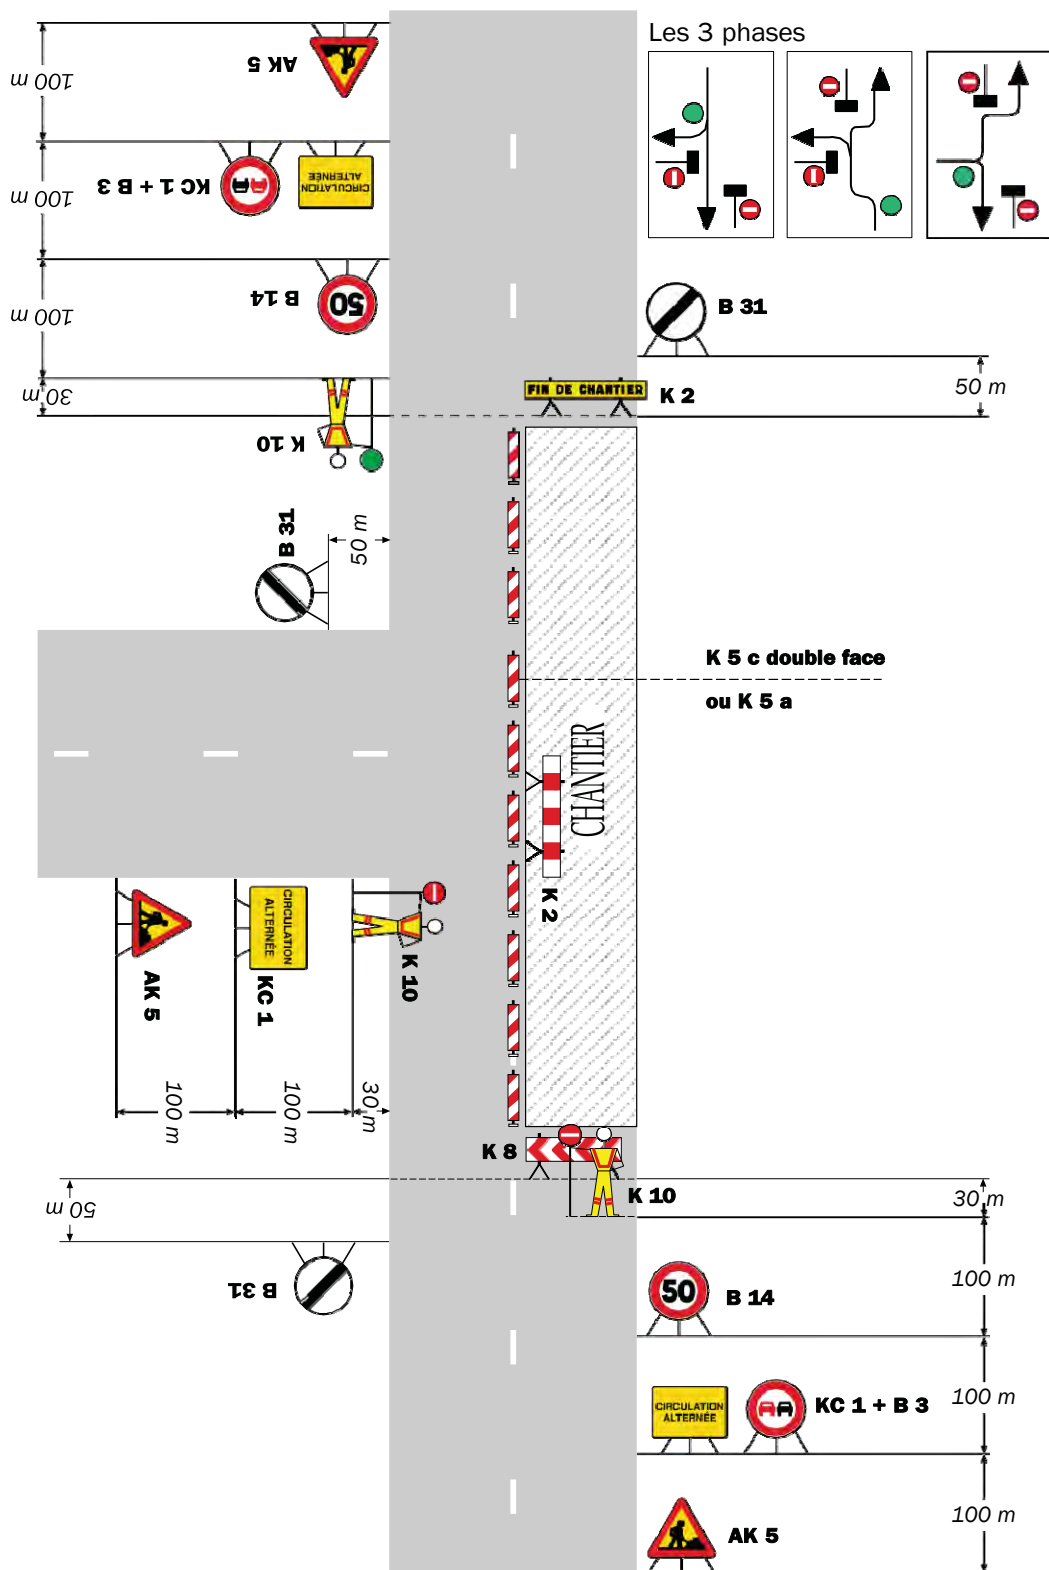 Les 3 phases
100 m
AK 5
100 m
KC 1 + B 3
CIRCULATION
ALTERNÉE
100 m
B 14
50
30 m
K 10
B 31
50 m
FIN DE CHANTIER
K 2
50 m
B 31
K 5 c double face
ou K 5 a
CHANTIER
K 2
AK 5
CIRCULATION
ALTERNÉE
KC 1
K 10
100 m
100 m
30 m
K 8
K 10
50 m
B 31
30 m
50
B 14
100 m
CIRCULATION
ALTERNÉE
KC 1 + B 3
100 m
AK 5
100 m